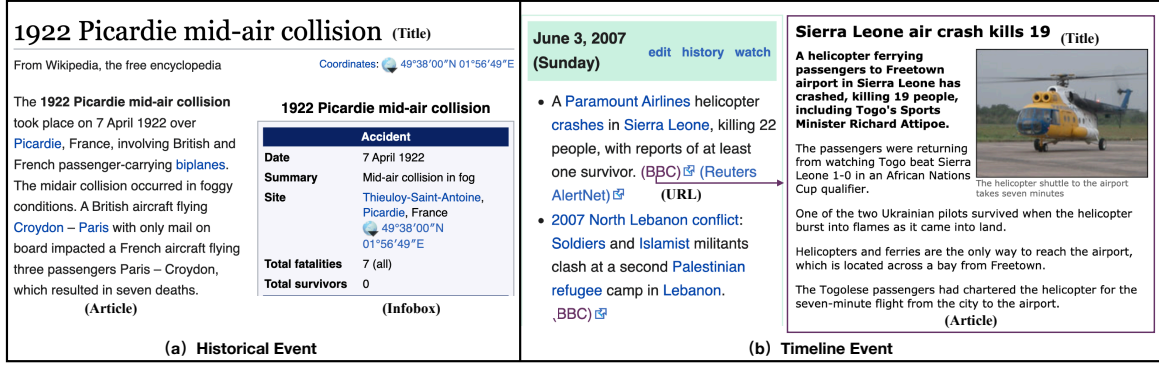 1922 Picardie mid-air collision (Title)
From Wikipedia, the free encyclopedia
Coordinates: 49°38′00″N 01°56′49″E
The 1922 Picardie mid-air collision
took place on 7 April 1922 over
Picardie, France, involving British and
French passenger-carrying biplanes.
The midair collision occurred in foggy
conditions. A British aircraft flying
Croydon – Paris with only mail on
board impacted a French aircraft flying
three passengers Paris – Croydon,
which resulted in seven deaths.
(Article)
1922 Picardie mid-air collision
Accident
Date 7 April 1922
Summary Mid-air collision in fog
Site Thieuloy-Saint-Antoine,
Picardie, France
49°38′00″N
01°56′49″E
Total fatalities 7 (all)
Total survivors 0
(Infobox)
(a) Historical Event
June 3, 2007
(Sunday)
edit history watch
• A Paramount Airlines helicopter
crashes in Sierra Leone, killing 22
people, with reports of at least
one survivor. (BBC) (Reuters
AlertNet)
(URL)
• 2007 North Lebanon conflict:
Soldiers and Islamist militants
clash at a second Palestinian
refugee camp in Lebanon.
(BBC)
Sierra Leone air crash kills 19 (Title)
A helicopter ferrying
passengers to Freetown
airport in Sierra Leone has
crashed, killing 19 people,
including Togo's Sports
Minister Richard Attipoe.
The passengers were returning
from watching Togo beat Sierra
Leone 1-0 in an African Nations
Cup qualifier.
The helicopter shuttle to the airport
takes seven minutes
One of the two Ukrainian pilots survived when the helicopter
burst into flames as it came into land.
Helicopters and ferries are the only way to reach the airport,
which is located across a bay from Freetown.
The Togolese passengers had chartered the helicopter for the
seven-minute flight from the city to the airport.
(Article)
(b) Timeline Event